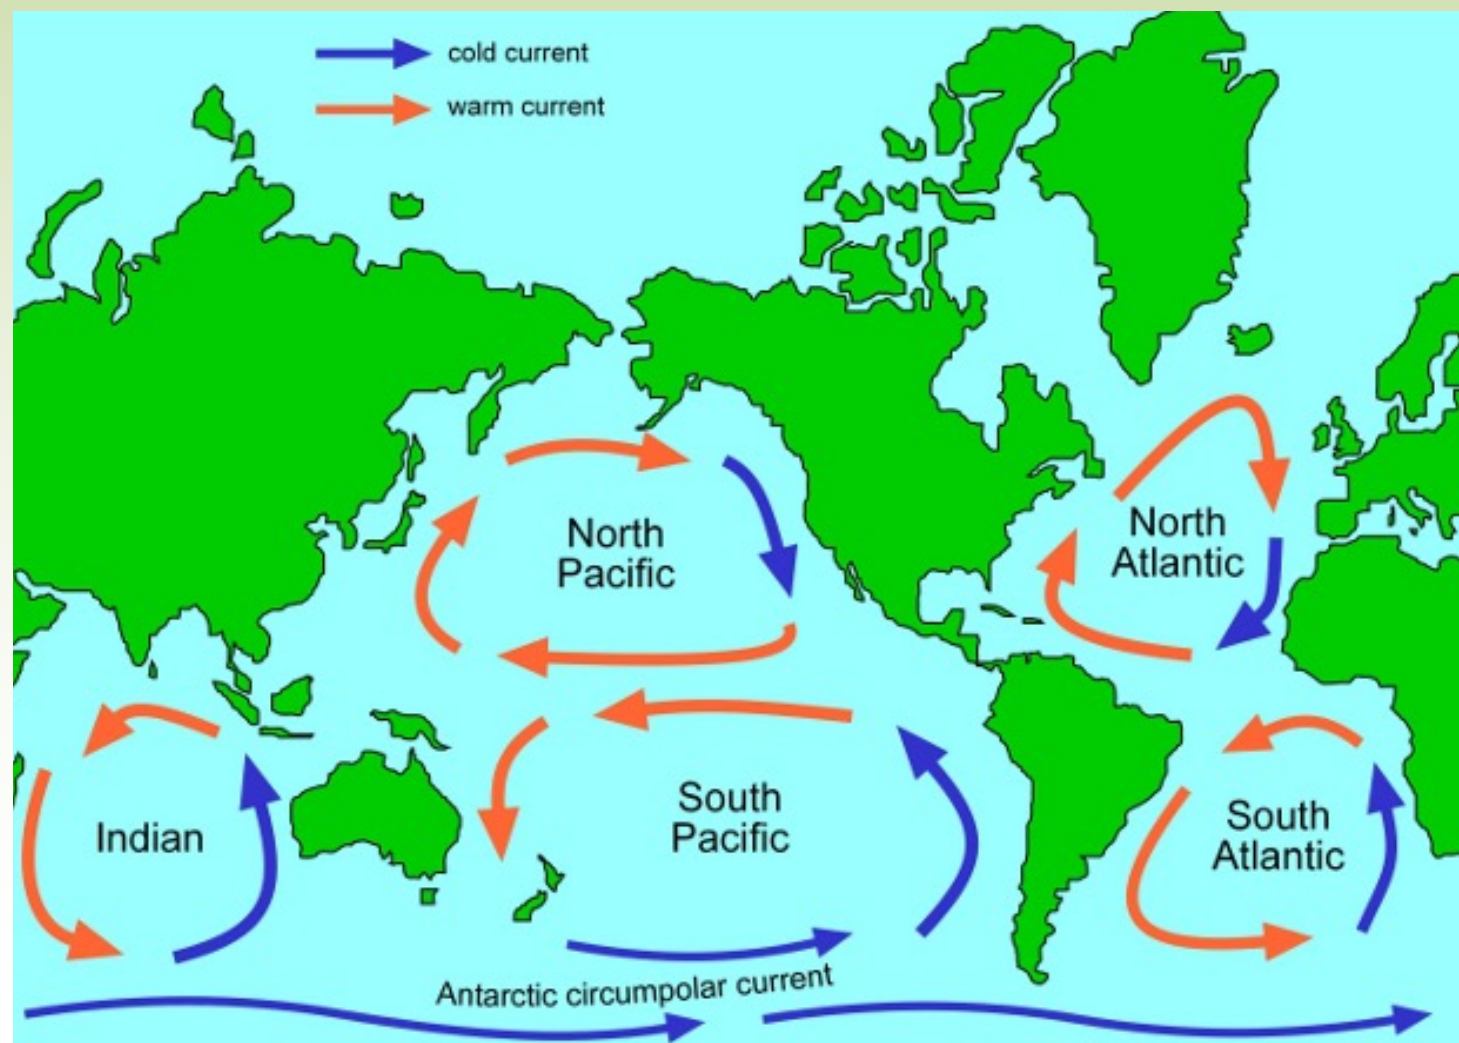 cold current
warm current
North
Pacific
North
Atlantic
Indian
South
Pacific
South
Atlantic
Antarctic circumpolar current